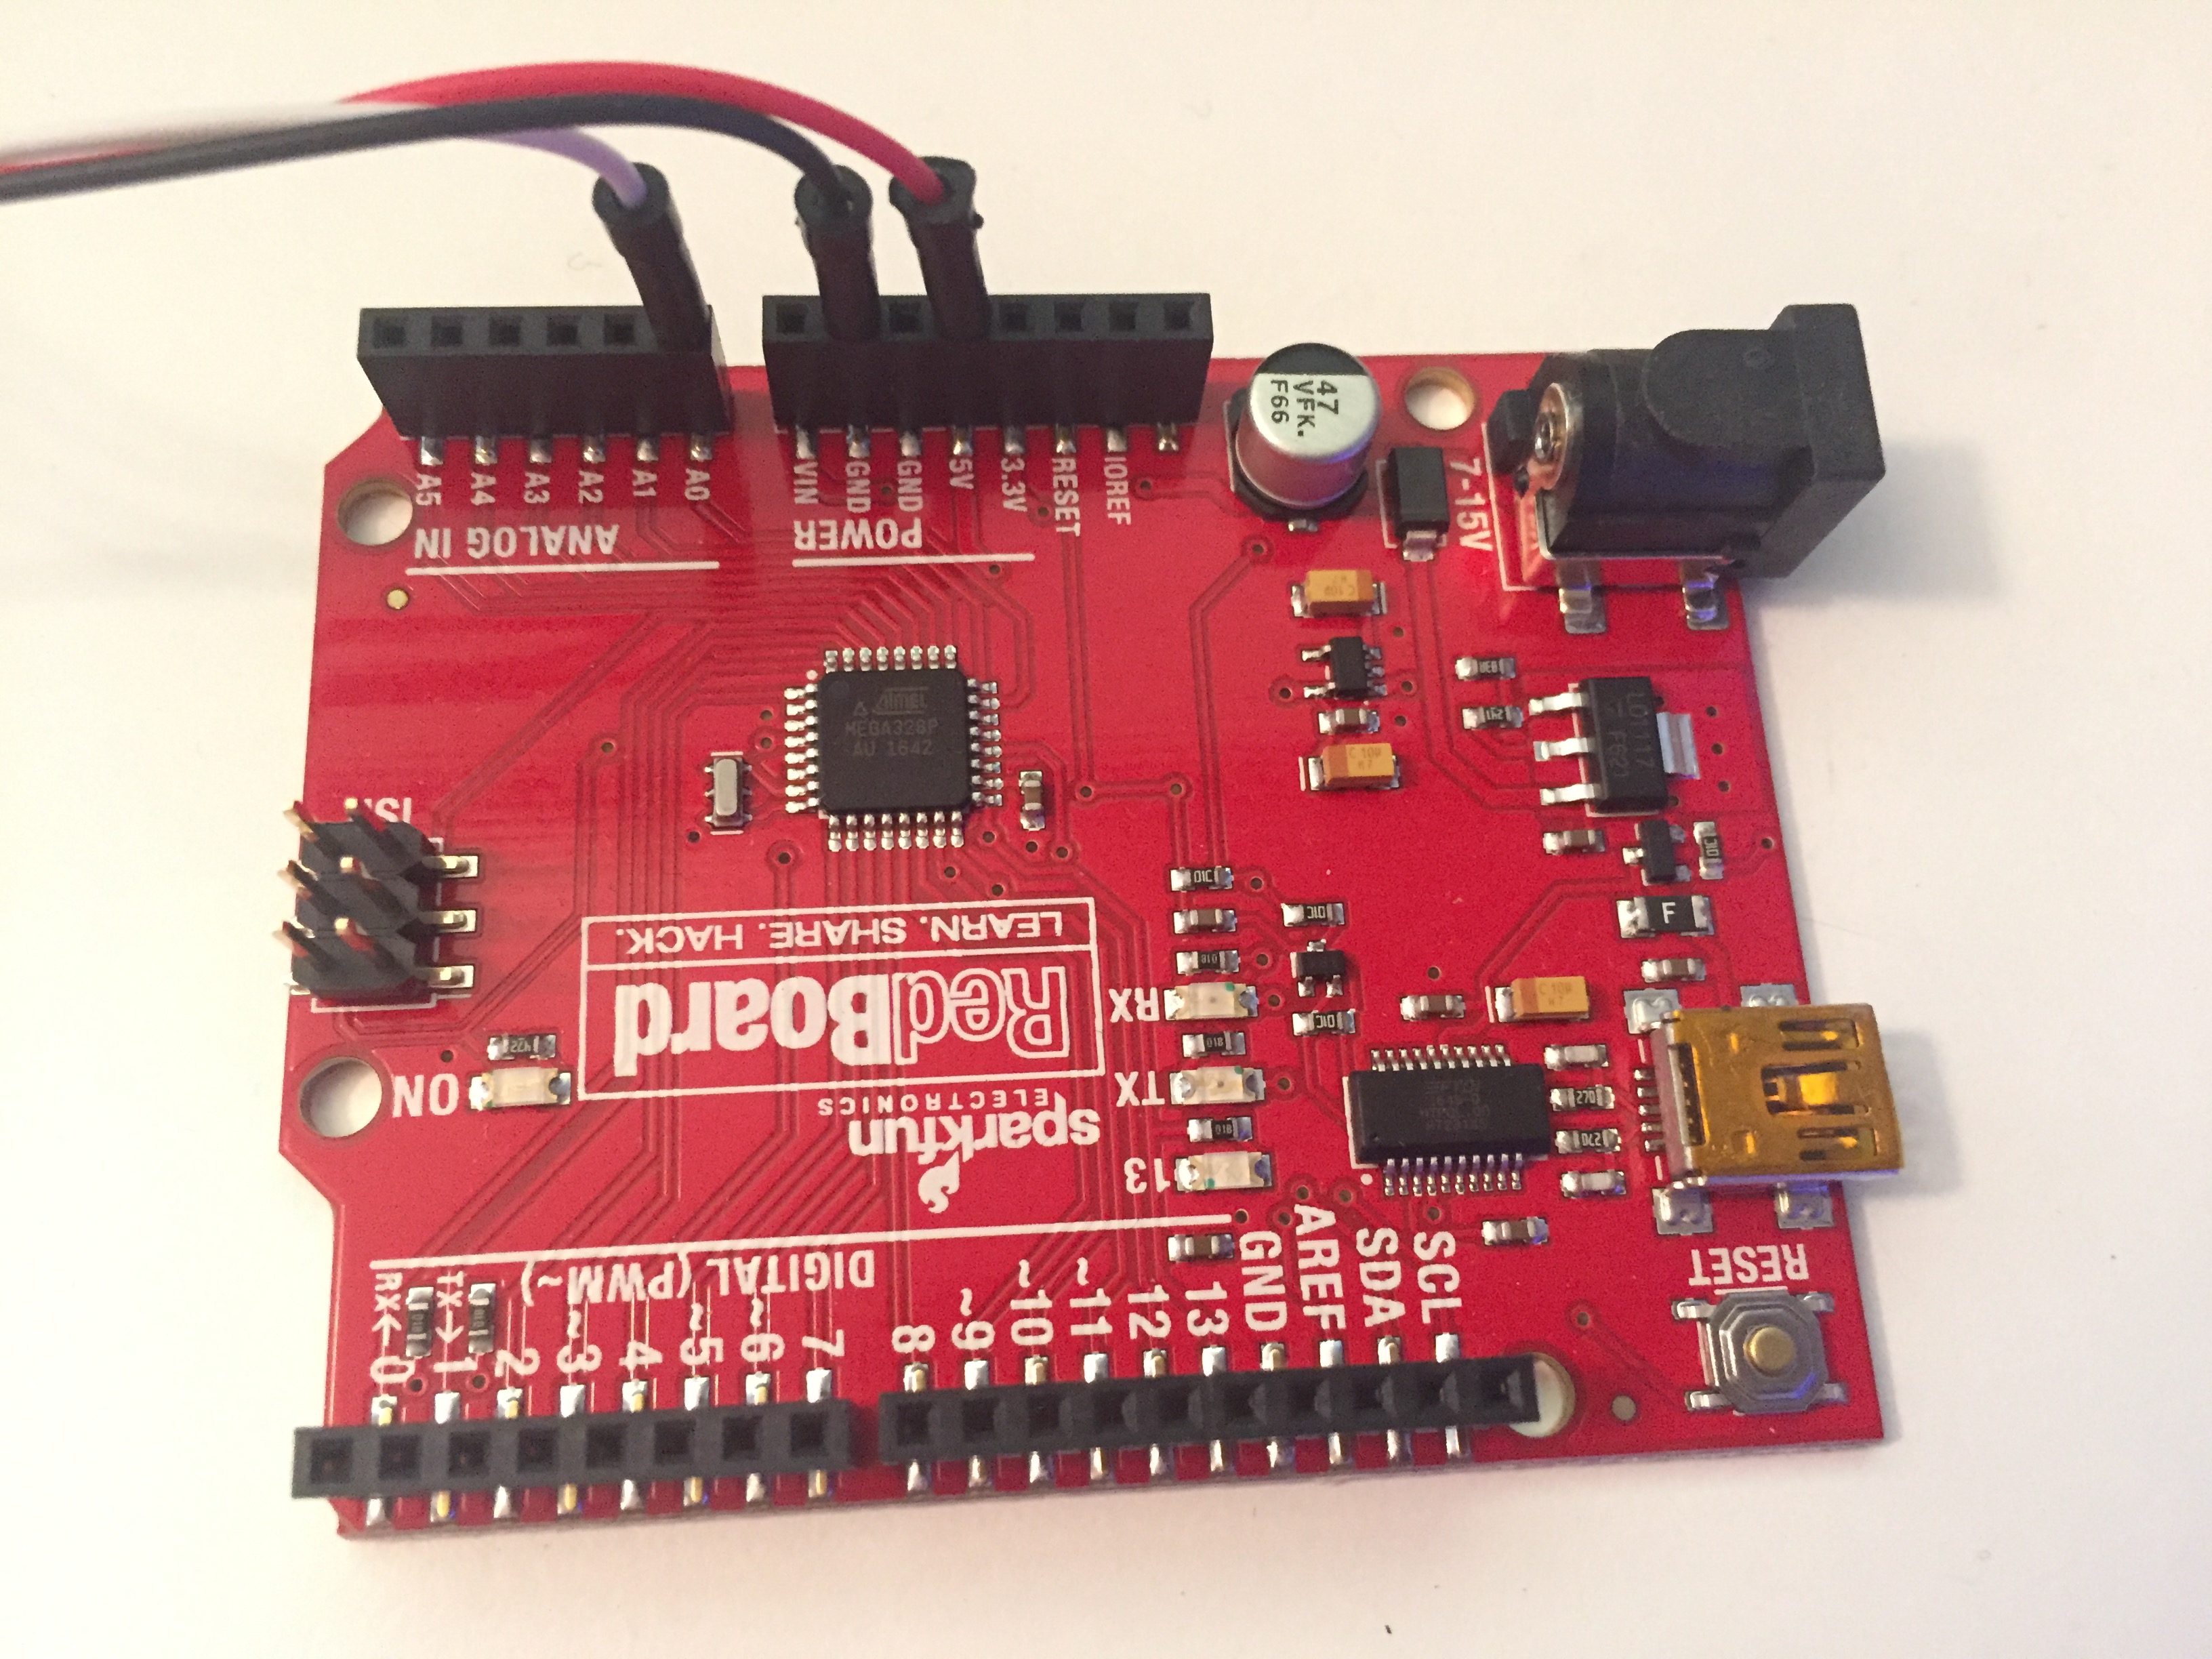 RESET
F
LD1117
F621
7-15V
47
VFK.
F66
SCL
SDA
AREF
GND
13
12
~11
~10
~9
8
7
~6
~5
4
~3
2
TX→1
RX←0
DIGITAL (PWM~)
RX
TX
13
sparkfun
ELECTRONICS
RedBoard
LEARN. SHARE. HACK.
IOREF
RESET
3.3V
5V
GND
GND
VIN
POWER
A0
A1
A2
A3
A4
A5
ANALOG IN
Atmel
MEGA328P
AU 1642
ON